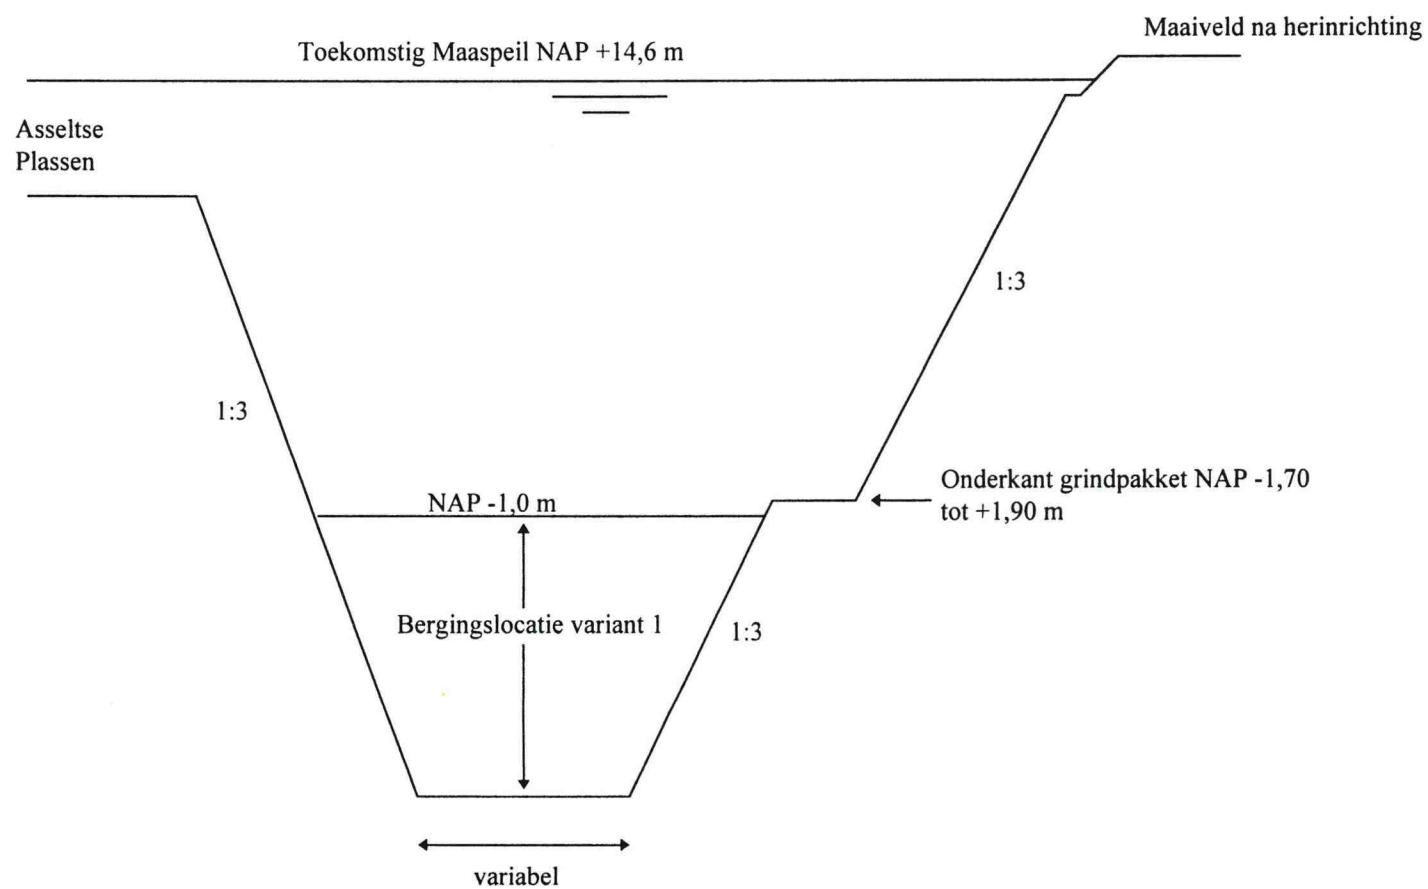 Maaiveld na herinrichting
Toekomstig Maaspeil NAP +14,6 m
Asseltse
Plassen
1:3
1:3
Onderkant grindpakket NAP -1,70
tot +1,90 m
NAP -1,0 m
Bergingslocatie variant 1
1:3
variabel